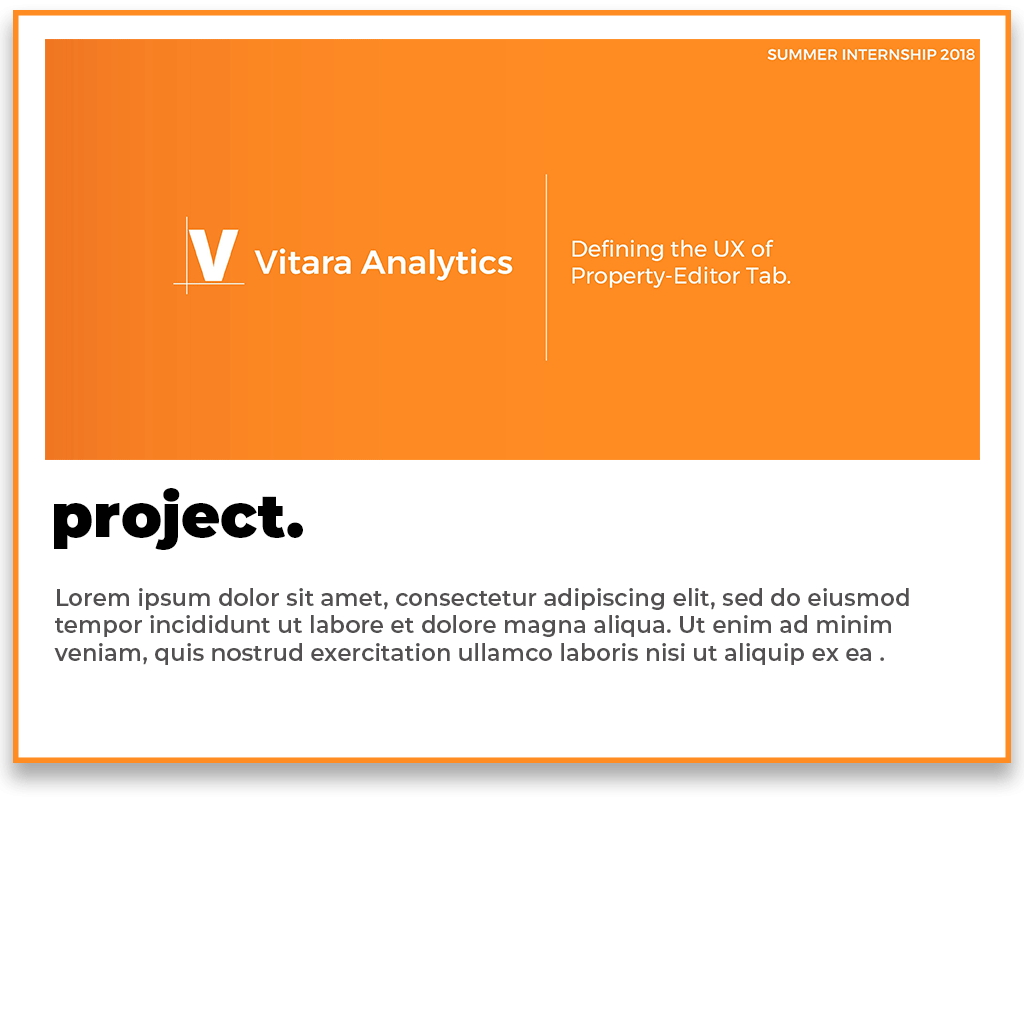 SUMMER INTERNSHIP 2018
V Vitara Analytics
Defining the UX of
Property-Editor Tab.
project.
Lorem ipsum dolor sit amet, consectetur adipiscing elit, sed do eiusmod
tempor incididunt ut labore et dolore magna aliqua. Ut enim ad minim
veniam, quis nostrud exercitation ullamco laboris nisi ut aliquip ex ea .